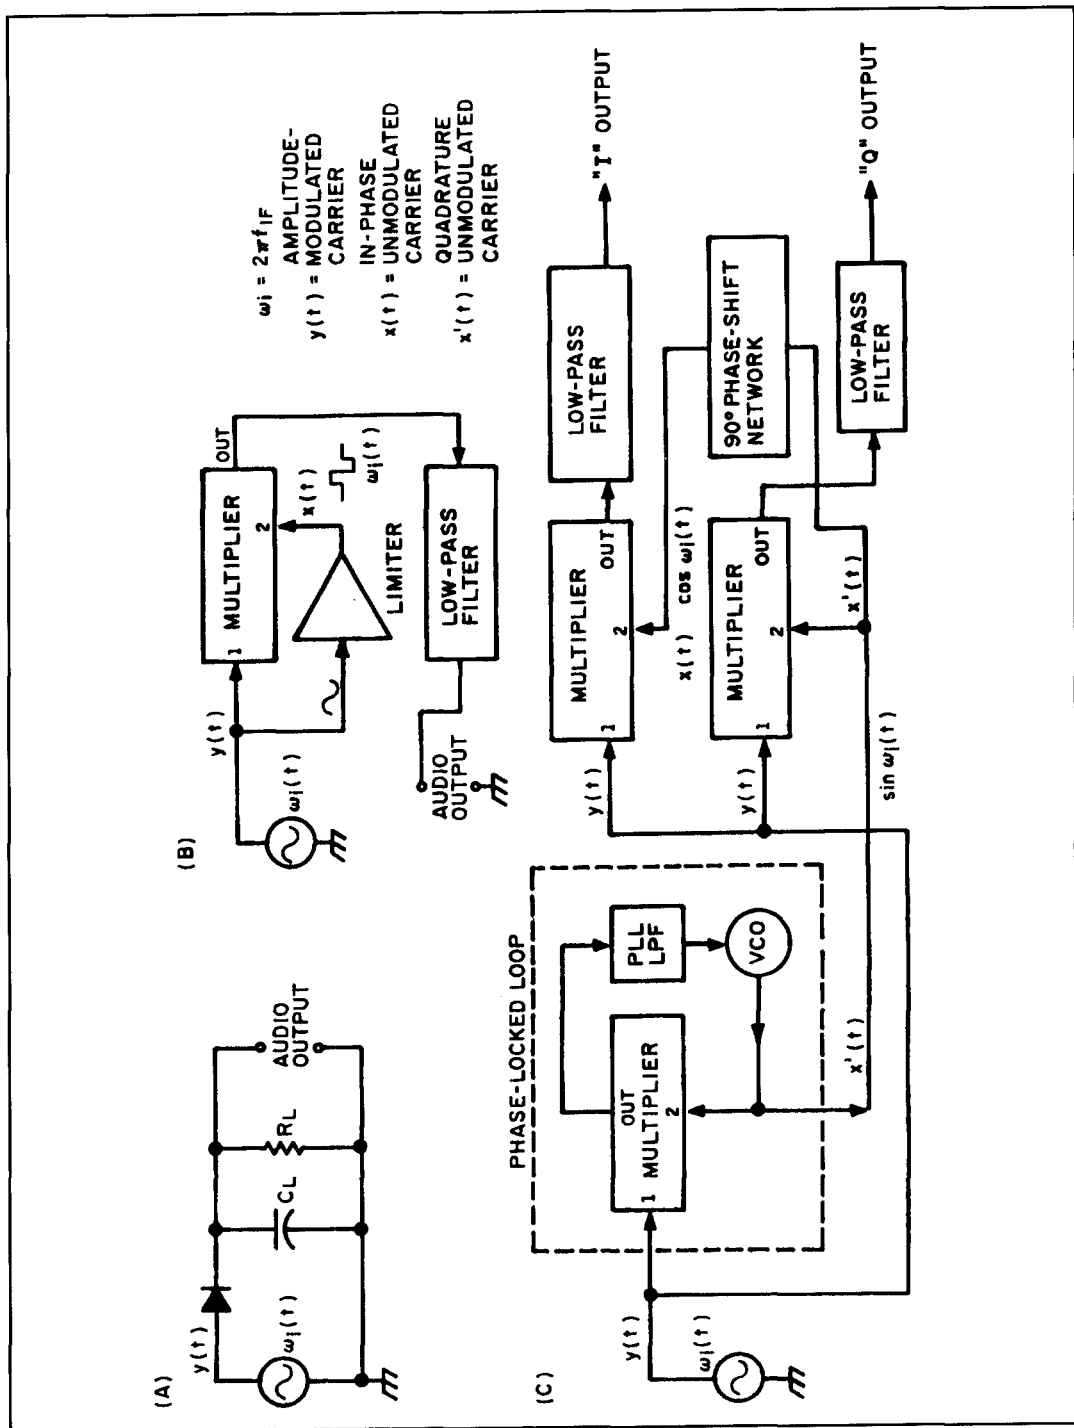 (A)
y(t)
ωi(t)
CL
RL
AUDIO
OUTPUT
(B)
ωi(t)
y(t)
1
MULTIPLIER
2
OUT
x(t)
ωi(t)
LIMITER
LOW-PASS
FILTER
AUDIO
OUTPUT
ωi = 2πfIF
AMPLITUDE-
y(t) = MODULATED
CARRIER
IN-PHASE
x(t) = UNMODULATED
CARRIER
QUADRATURE
x'(t) = UNMODULATED
CARRIER
(C)
y(t)
ωi(t)
PHASE-LOCKED LOOP
OUT
1 MULTIPLIER
2
PLL
LPF
VCO
x'(t)
sin ωi(t)
y(t)
1
MULTIPLIER
2
OUT
x(t) cos ωi(t)
LOW-PASS
FILTER
"I" OUTPUT
y(t)
1
MULTIPLIER
2
OUT
x'(t)
90° PHASE-SHIFT
NETWORK
LOW-PASS
FILTER
"Q" OUTPUT